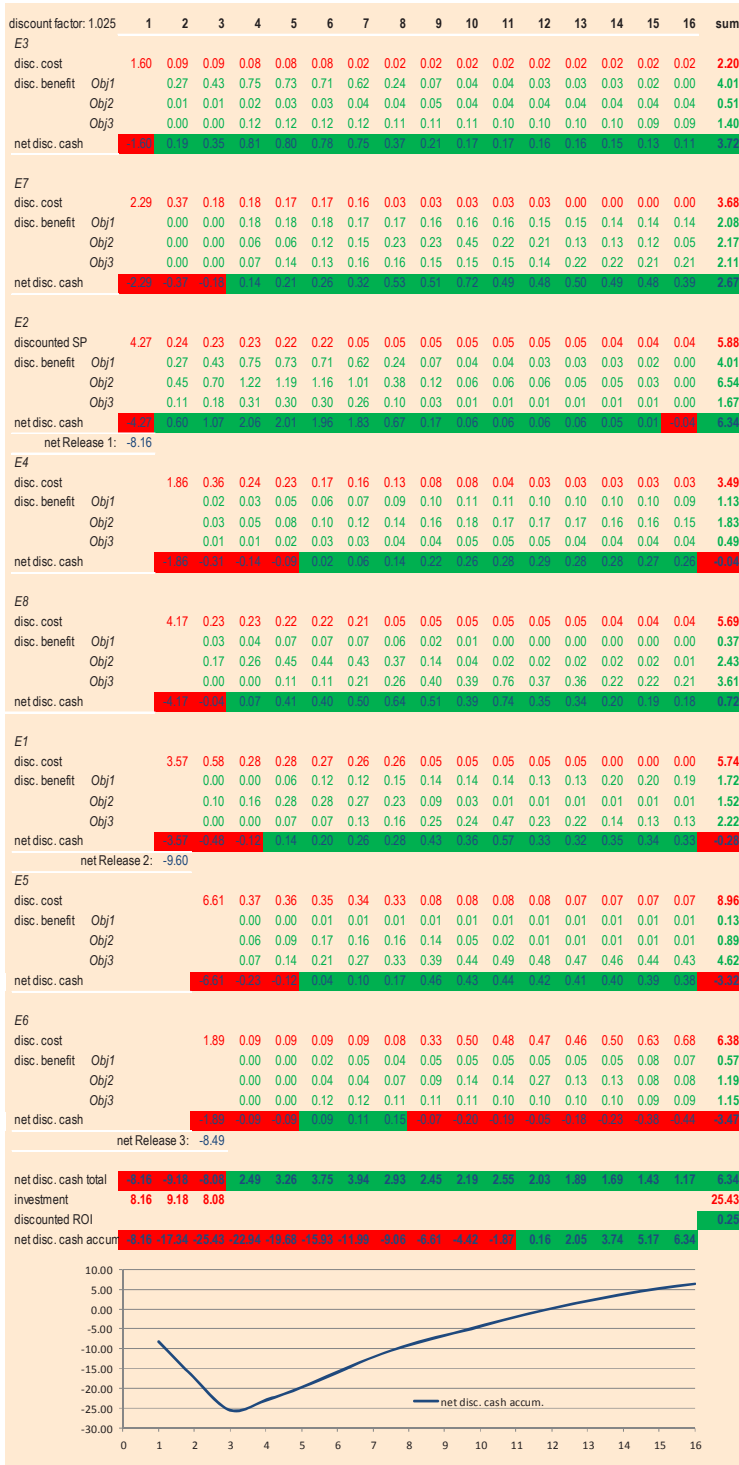 discount factor: 1.025 1 2 3 4 5 6 7 8 9 10 11 12 13 14 15 16 sum
E3
disc. cost 1.60 0.09 0.09 0.08 0.08 0.08 0.02 0.02 0.02 0.02 0.02 0.02 0.02 0.02 0.02 0.02 2.20
disc. benefit Obj1 0.27 0.43 0.75 0.73 0.71 0.62 0.24 0.07 0.04 0.04 0.03 0.03 0.03 0.02 0.00 4.01
Obj2 0.01 0.01 0.02 0.03 0.03 0.04 0.04 0.05 0.04 0.04 0.04 0.04 0.04 0.04 0.04 0.51
Obj3 0.00 0.00 0.12 0.12 0.12 0.12 0.11 0.11 0.11 0.10 0.10 0.10 0.10 0.09 0.09 1.40
net disc. cash -1.60 0.19 0.35 0.81 0.80 0.78 0.75 0.37 0.21 0.17 0.17 0.16 0.16 0.15 0.13 0.11 3.72
E7
disc. cost 2.29 0.37 0.18 0.18 0.17 0.17 0.16 0.03 0.03 0.03 0.03 0.03 0.00 0.00 0.00 0.00 3.68
disc. benefit Obj1 0.00 0.00 0.18 0.18 0.18 0.17 0.17 0.16 0.16 0.16 0.15 0.15 0.14 0.14 0.14 2.08
Obj2 0.00 0.00 0.06 0.06 0.12 0.15 0.23 0.23 0.45 0.22 0.21 0.13 0.13 0.12 0.05 2.17
Obj3 0.00 0.00 0.07 0.14 0.13 0.16 0.16 0.15 0.15 0.15 0.14 0.22 0.22 0.21 0.21 2.11
net disc. cash -2.29 -0.37 -0.18 0.14 0.21 0.26 0.32 0.53 0.51 0.72 0.49 0.48 0.50 0.49 0.48 0.39 2.67
E2
discounted SP 4.27 0.24 0.23 0.23 0.22 0.22 0.05 0.05 0.05 0.05 0.05 0.05 0.05 0.04 0.04 0.04 5.88
disc. benefit Obj1 0.27 0.43 0.75 0.73 0.71 0.62 0.24 0.07 0.04 0.04 0.03 0.03 0.03 0.02 0.00 4.01
Obj2 0.45 0.70 1.22 1.19 1.16 1.01 0.38 0.12 0.06 0.06 0.06 0.05 0.05 0.03 0.00 6.54
Obj3 0.11 0.18 0.31 0.30 0.30 0.26 0.10 0.03 0.01 0.01 0.01 0.01 0.01 0.01 0.00 1.67
net disc. cash -4.27 0.60 1.07 2.06 2.01 1.96 1.83 0.67 0.17 0.06 0.06 0.06 0.06 0.05 0.01 0.04 6.34
net Release 1: -8.16
E4
disc. cost 1.86 0.36 0.24 0.23 0.17 0.16 0.13 0.08 0.08 0.04 0.03 0.03 0.03 0.03 0.03 3.49
disc. benefit Obj1 0.02 0.03 0.05 0.06 0.07 0.09 0.10 0.11 0.11 0.10 0.10 0.10 0.10 0.09 1.13
Obj2 0.03 0.05 0.08 0.10 0.12 0.14 0.16 0.18 0.17 0.17 0.17 0.16 0.16 0.15 1.83
Obj3 0.01 0.01 0.02 0.03 0.03 0.04 0.04 0.05 0.05 0.05 0.04 0.04 0.04 0.04 0.49
net disc. cash -1.86 -0.31 -0.14 -0.09 0.02 0.06 0.14 0.22 0.26 0.28 0.29 0.28 0.28 0.27 0.26 -0.04
E8
disc. cost 4.17 0.23 0.23 0.22 0.22 0.21 0.05 0.05 0.05 0.05 0.05 0.05 0.04 0.04 0.04 5.69
disc. benefit Obj1 0.03 0.04 0.07 0.07 0.07 0.06 0.02 0.01 0.00 0.00 0.00 0.00 0.00 0.00 0.37
Obj2 0.17 0.26 0.45 0.44 0.43 0.37 0.14 0.04 0.02 0.02 0.02 0.02 0.02 0.01 2.43
Obj3 0.00 0.00 0.11 0.11 0.21 0.26 0.40 0.39 0.76 0.37 0.36 0.22 0.22 0.21 3.61
net disc. cash -4.17 -0.04 0.07 0.41 0.40 0.50 0.64 0.51 0.39 0.74 0.35 0.34 0.20 0.19 0.18 0.72
E1
disc. cost 3.57 0.58 0.28 0.28 0.27 0.26 0.26 0.05 0.05 0.05 0.05 0.05 0.00 0.00 0.00 5.74
disc. benefit Obj1 0.00 0.00 0.06 0.12 0.12 0.15 0.14 0.14 0.14 0.13 0.13 0.20 0.20 0.19 1.72
Obj2 0.10 0.16 0.28 0.28 0.27 0.23 0.09 0.03 0.01 0.01 0.01 0.01 0.01 0.01 1.52
Obj3 0.00 0.00 0.07 0.07 0.13 0.16 0.25 0.24 0.47 0.23 0.22 0.14 0.13 0.13 2.22
net disc. cash 3.57 0.48 0.12 0.14 0.20 0.26 0.28 0.43 0.36 0.57 0.33 0.32 0.35 0.34 0.33 -0.28
net Release 2: -9.60
E5
disc. cost 6.61 0.37 0.36 0.35 0.34 0.33 0.08 0.08 0.08 0.08 0.07 0.07 0.07 0.07 8.96
disc. benefit Obj1 0.00 0.00 0.01 0.01 0.01 0.01 0.01 0.01 0.01 0.01 0.01 0.01 0.01 0.13
Obj2 0.06 0.09 0.17 0.16 0.16 0.14 0.05 0.02 0.01 0.01 0.01 0.01 0.01 0.89
Obj3 0.07 0.14 0.21 0.27 0.33 0.39 0.44 0.49 0.48 0.47 0.46 0.44 0.43 4.62
net disc. cash 6.61 0.23 0.12 0.04 0.10 0.17 0.46 0.43 0.44 0.42 0.41 0.40 0.39 0.38 -3.32
E6
disc. cost 1.89 0.09 0.09 0.09 0.09 0.08 0.33 0.50 0.48 0.47 0.46 0.50 0.63 0.68 6.38
disc. benefit Obj1 0.00 0.00 0.02 0.05 0.04 0.05 0.05 0.05 0.05 0.05 0.05 0.08 0.07 0.57
Obj2 0.00 0.04 0.04 0.04 0.07 0.09 0.14 0.14 0.27 0.13 0.13 0.08 0.08 1.19
Obj3 0.00 0.00 0.12 0.12 0.11 0.11 0.11 0.10 0.10 0.10 0.10 0.09 0.09 1.15
net disc. cash -1.89 -0.09 -0.05 0.09 0.11 0.15 -0.07 -0.20 -0.19 -0.05 -0.18 -0.23 -0.38 -0.44 -3.43
net Release 3: -8.49
net disc. cash total -8.16 -9.18 -8.08 2.49 3.26 3.75 3.94 2.93 2.45 2.19 2.55 2.03 1.89 1.69 1.43 1.17 6.34
investment 8.16 9.18 8.08 25.43
discounted ROI 0.25
net disc. cash accum -8.16 -17.34 -25.43 -22.94 -19.68 -15.93 -11.99 -9.06 -6.61 -4.42 -1.87 0.16 2.05 3.74 5.17 6.34
10.00
5.00
0.00
-5.00
-10.00
-15.00
-20.00
-25.00
-30.00
net disc. cash accum.
0 1 2 3 4 5 6 7 8 9 10 11 12 13 14 15 16